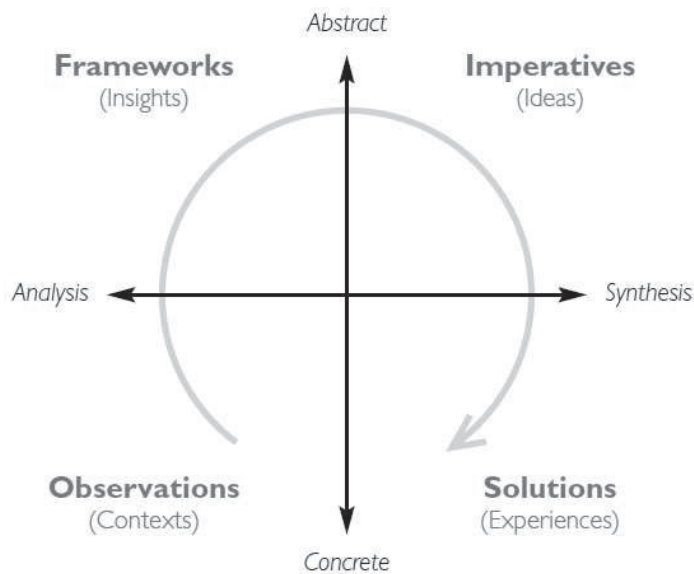 Abstract
Frameworks
(Insights)
Imperatives
(Ideas)
Analysis
Synthesis
Observations
(Contexts)
Solutions
(Experiences)
Concrete